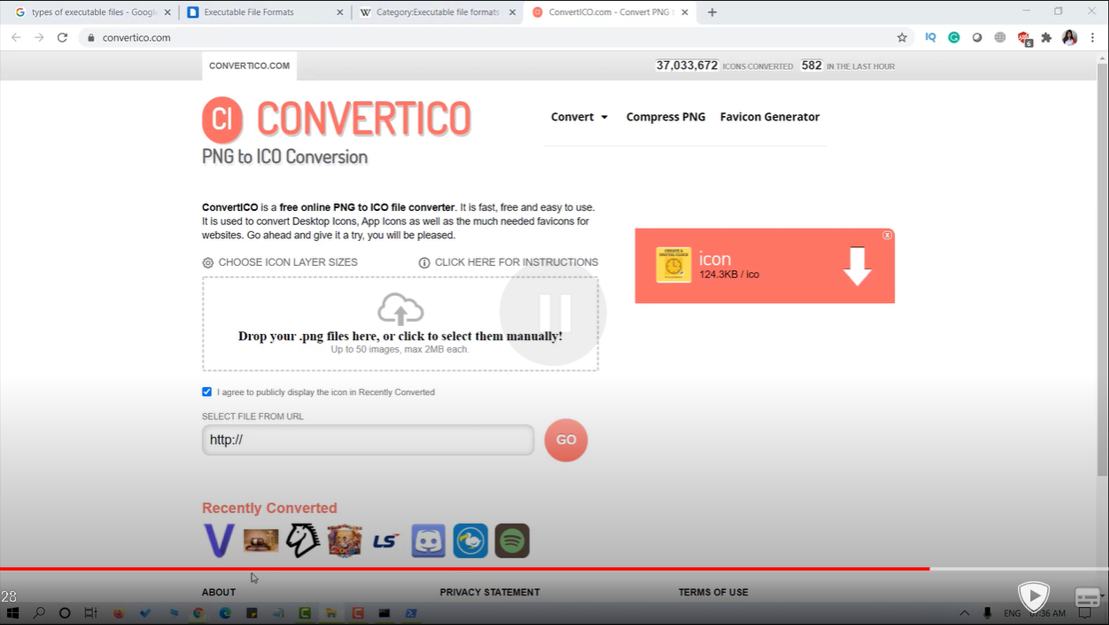 types of executable files - Googl
Executable File Formats
Category:Executable file formats
ConvertICO.com - Convert PNG t
convertico.com
IQ
6
CONVERTICO.COM
37,033,672 ICONS CONVERTED 582 IN THE LAST HOUR
CI CONVERTICO
PNG to ICO Conversion
Convert
Compress PNG
Favicon Generator
ConvertICO is a free online PNG to ICO file converter. It is fast, free and easy to use.
It is used to convert Desktop Icons, App Icons as well as the much needed favicons for
websites. Go ahead and give it a try, you will be pleased.
CREATE A
DIGITAL CLOCK
icon
124.3KB / ico
CHOOSE ICON LAYER SIZES
CLICK HERE FOR INSTRUCTIONS
Drop your .png files here, or click to select them manually!
Up to 50 images, max 2MB each.
I agree to publicly display the icon in Recently Converted
SELECT FILE FROM URL
http://
GO
Recently Converted
V
LS
ABOUT
PRIVACY STATEMENT
TERMS OF USE
28
ENG
07:36 AM